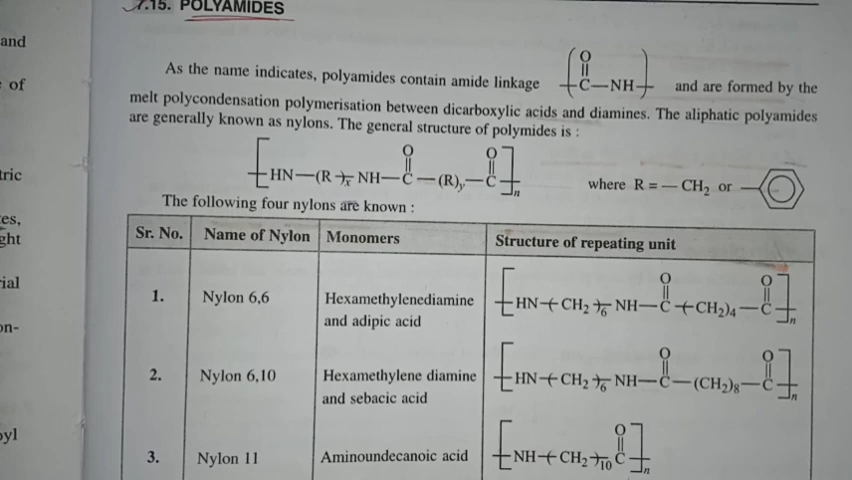 7.15. POLYAMIDES
and
of
tric
es,
ght
rial
on-
oyl
O
As the name indicates, polyamides contain amide linkage (C—NH) and are formed by the
melt polycondensation polymerisation between dicarboxylic acids and diamines. The aliphatic polyamides
are generally known as nylons. The general structure of polymides is :
O O
[HN—(R)x NH—C—(R)y—C]n where R = — CH2 or —
The following four nylons are known :
Sr. No. Name of Nylon Monomers Structure of repeating unit
O O
1. Nylon 6,6 Hexamethylenediamine [HN(CH2)6 NH—C(CH2)4—C]n
and adipic acid
O O
2. Nylon 6,10 Hexamethylene diamine [HN(CH2)6 NH—C—(CH2)8—C]n
and sebacic acid
O
3. Nylon 11 Aminoundecanoic acid [NH(CH2)10 C]n